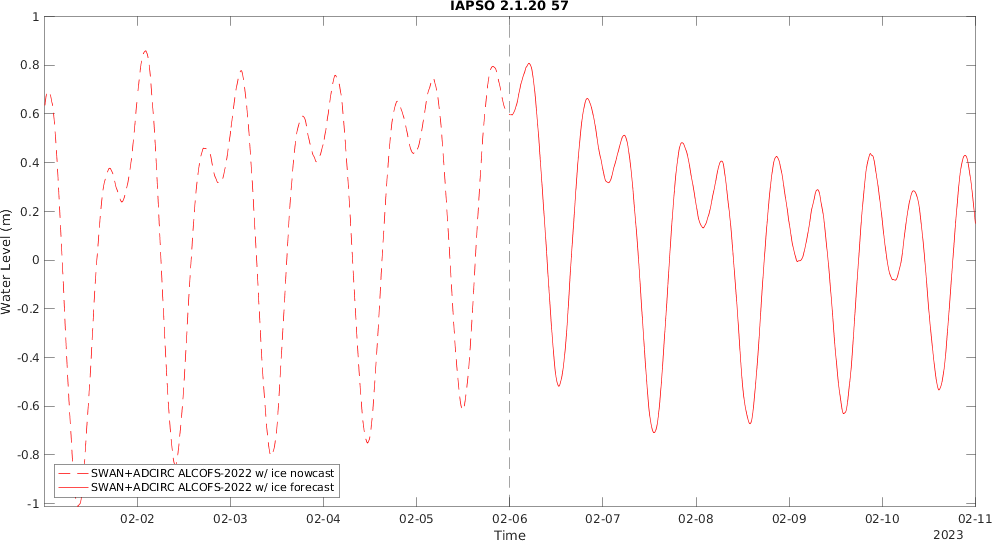 IAPSO 2.1.20 57
1
0.8
0.6
0.4
0.2
0
-0.2
-0.4
-0.6
-0.8
-1
Water Level (m)
SWAN+ADCIRC ALCOFS-2022 w/ ice nowcast
SWAN+ADCIRC ALCOFS-2022 w/ ice forecast
02-02 02-03 02-04 02-05 02-06 02-07 02-08 02-09 02-10 02-11
Time
2023